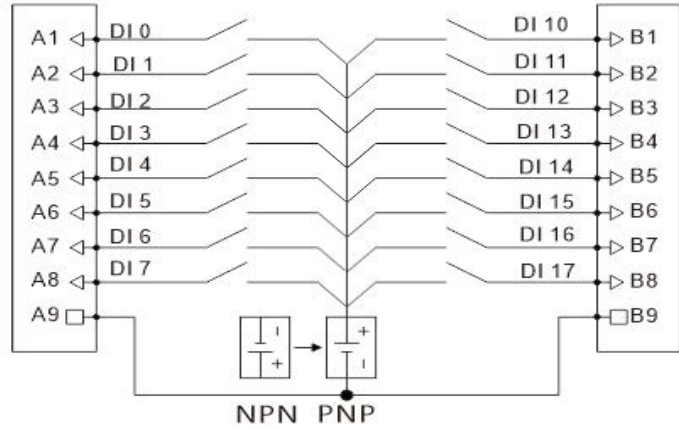 A1 DI 0 DI 10 B1
A2 DI 1 DI 11 B2
A3 DI 2 DI 12 B3
A4 DI 3 DI 13 B4
A5 DI 4 DI 14 B5
A6 DI 5 DI 15 B6
A7 DI 6 DI 16 B7
A8 DI 7 DI 17 B8
A9 B9
- +
+ -
NPN PNP